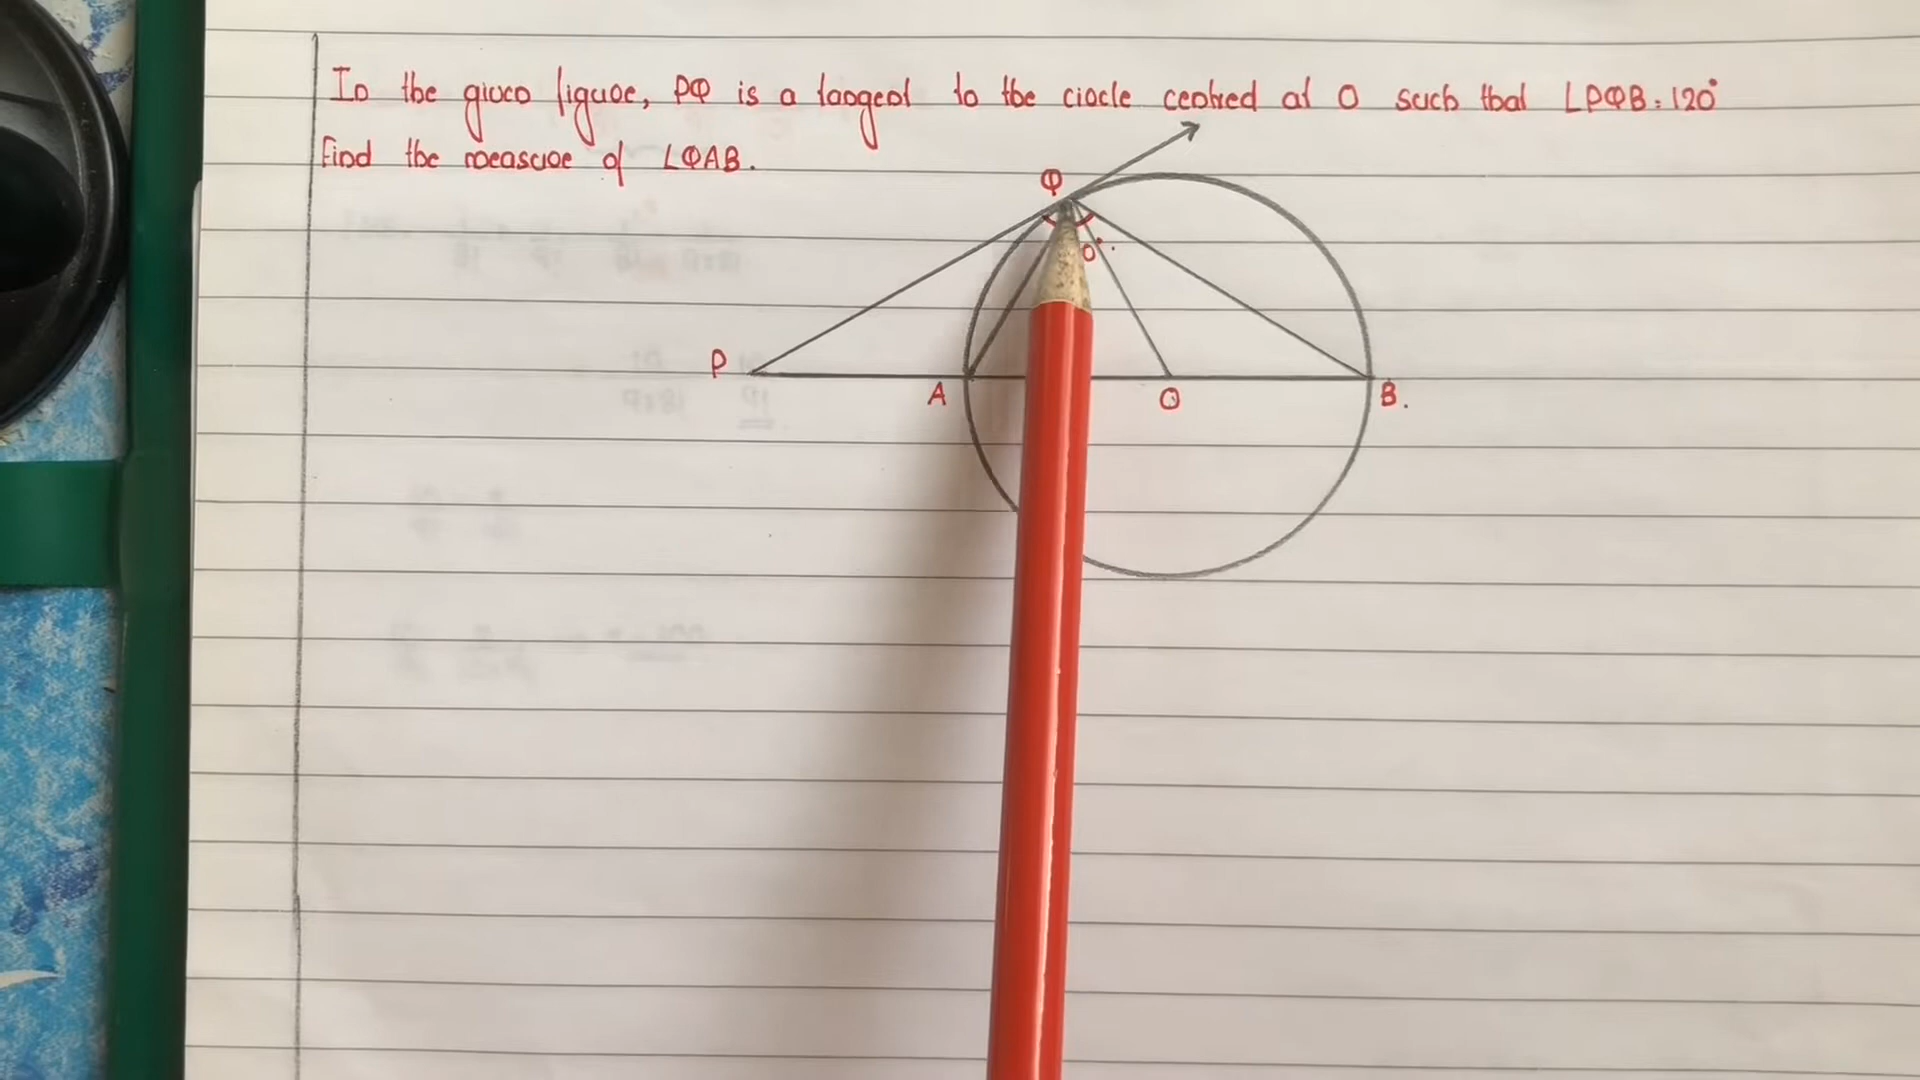 In the given figure, PQ is a tangent to the circle centred at O such that ∠PQB = 120°
Find the measure of ∠QAB.
Q
0°
P
A
O
B.